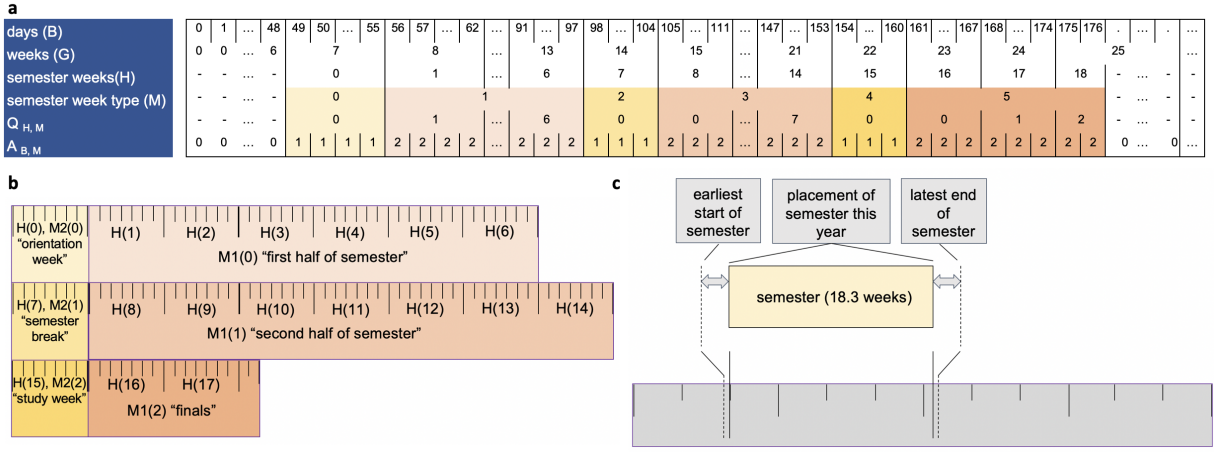 a
days (B) 0 1 ... 48 49 50 ... 55 56 57 ... 62 ... 91 ... 97 98 ... 104 105 ... 111 ... 147 ... 153 154 ... 160 161 ... 167 168 ... 174 175 176 . ... . ...
weeks (G) 0 0 ... 6 7 8 ... 13 14 15 ... 21 22 23 24 25 ...
semester weeks(H) - - ... - 0 1 ... 6 7 8 ... 14 15 16 17 18 - ... - ...
semester week type (M) - - ... - 0 1 2 3 4 5 - ... - ...
Q H, M - - ... - 0 1 ... 6 0 0 ... 7 0 0 1 2 - ... - ...
A B, M 0 0 ... 0 1 1 1 1 2 2 2 2 ... 2 2 2 1 1 1 2 2 2 ... 2 2 2 1 1 1 2 2 2 2 2 2 2 2 0 ... 0 ...
b
H(0), M2(0)
"orientation
week"
H(1) H(2) H(3) H(4) H(5) H(6)
M1(0) "first half of semester"
H(7), M2(1)
"semester
break"
H(8) H(9) H(10) H(11) H(12) H(13) H(14)
M1(1) "second half of semester"
H(15), M2(2)
"study week"
H(16) H(17)
M1(2) "finals"
c
earliest
start of
semester
placement of
semester this
year
latest end
of
semester
semester (18.3 weeks)